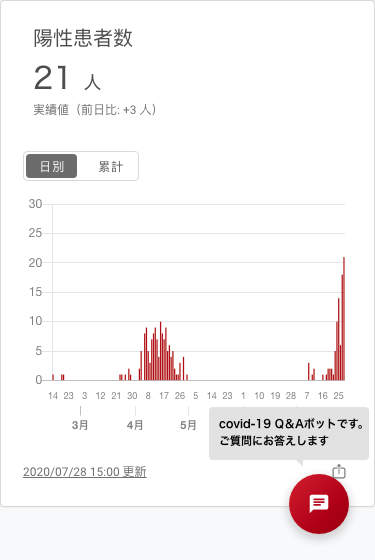 陽性患者数
21 人
実績値（前日比: +3 人）
日別 累計
30
25
20
15
10
5
0
14 23 3 12 21 30 8 17 26 5 14 23 1 10 19 28 7 16 25
3月 4月 5月
covid-19 Q&Aボットです。
ご質問にお答えします
2020/07/28 15:00 更新